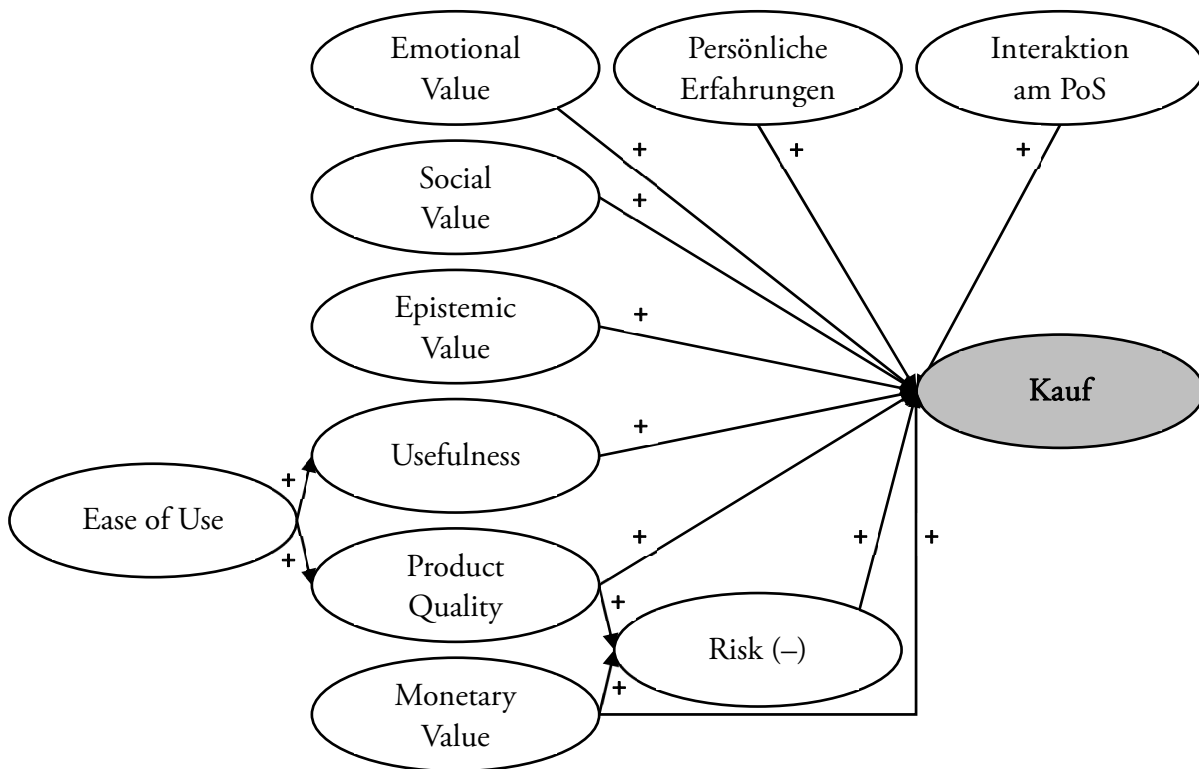 Emotional
Value
Persönliche
Erfahrungen
Interaktion
am PoS
+
+
+
Social
Value
+
Epistemic
Value
+
Kauf
Usefulness
+
Ease of Use
+
+
Product
Quality
+
+
+
+
Risk (–)
Monetary
Value
+